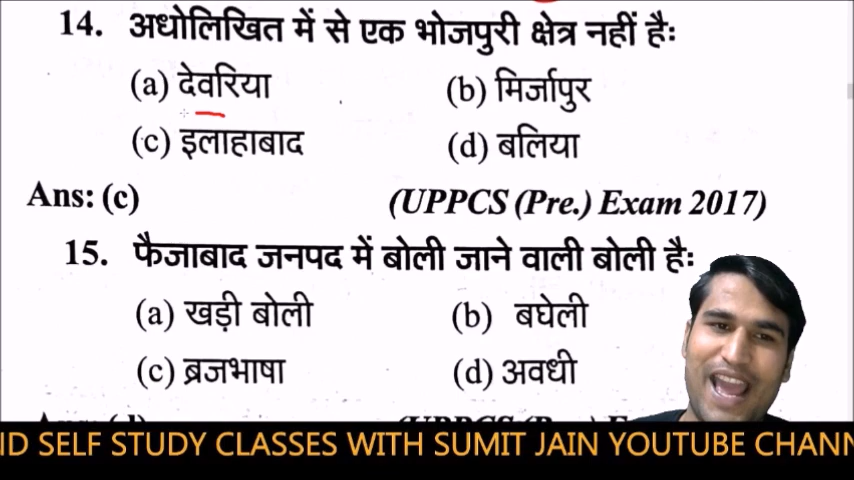 14. अधोलिखित में से एक भोजपुरी क्षेत्र नहीं हैः
(a) देवरिया (b) मिर्जापुर
(c) इलाहाबाद (d) बलिया
Ans: (c) (UPPCS (Pre.) Exam 2017)
15. फैजाबाद जनपद में बोली जाने वाली बोली हैः
(a) खड़ी बोली (b) बघेली
(c) ब्रजभाषा (d) अवधी
ND SELF STUDY CLASSES WITH SUMIT JAIN YOUTUBE CHANN